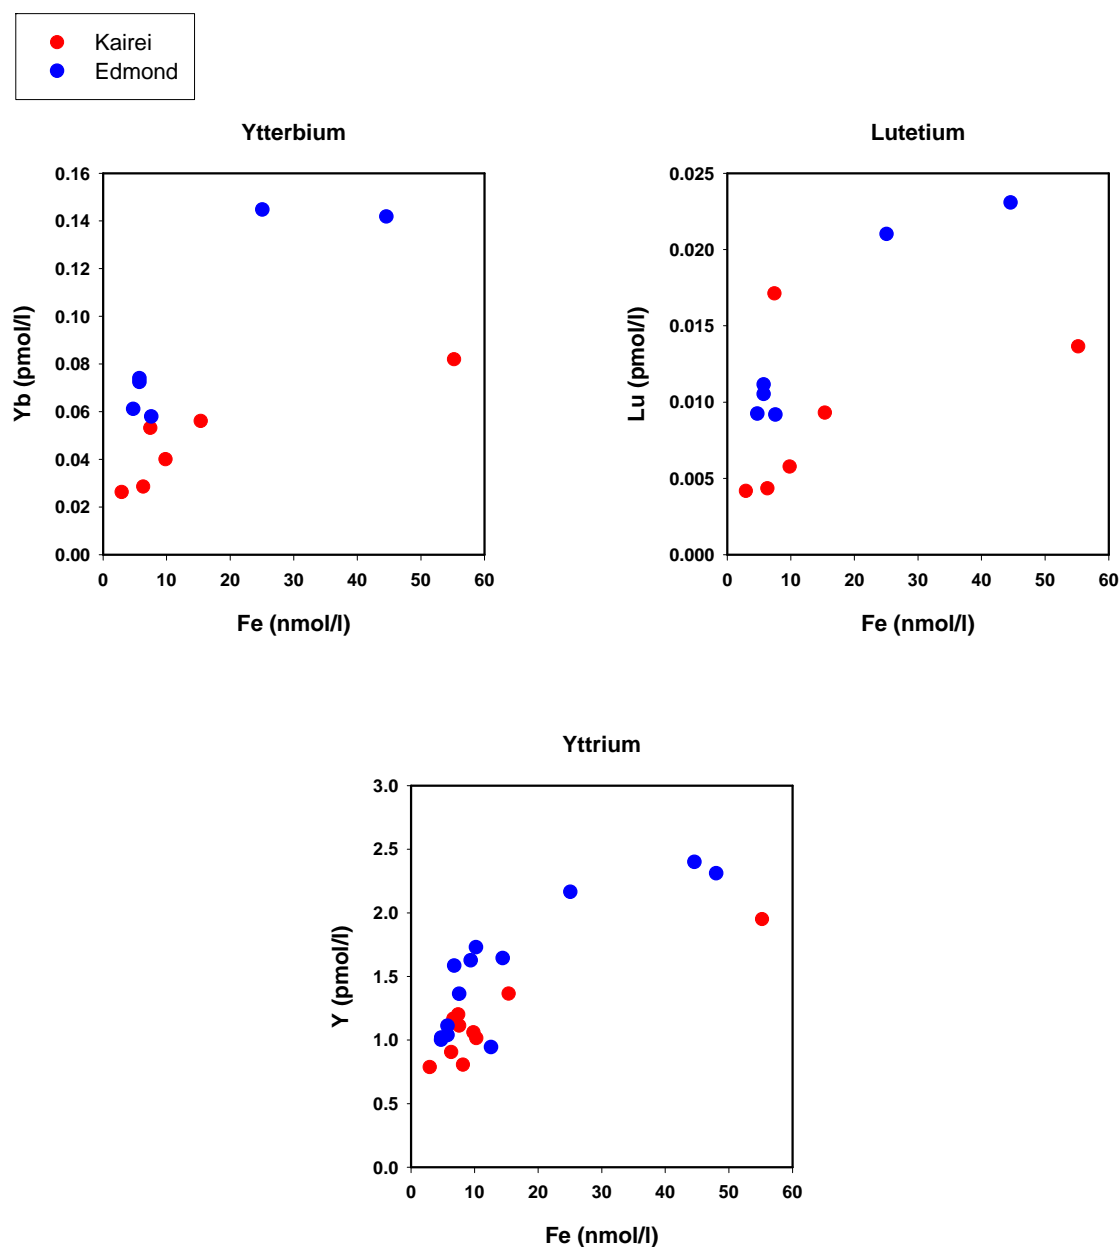 Kairei
Edmond
Ytterbium
0.16
0.14
0.12
0.10
0.08
0.06
0.04
0.02
0.00
Yb (pmol/l)
0 10 20 30 40 50 60
Fe (nmol/l)
Lutetium
0.025
0.020
0.015
0.010
0.005
0.000
Lu (pmol/l)
0 10 20 30 40 50 60
Fe (nmol/l)
Yttrium
3.0
2.5
2.0
1.5
1.0
0.5
0.0
Y (pmol/l)
0 10 20 30 40 50 60
Fe (nmol/l)